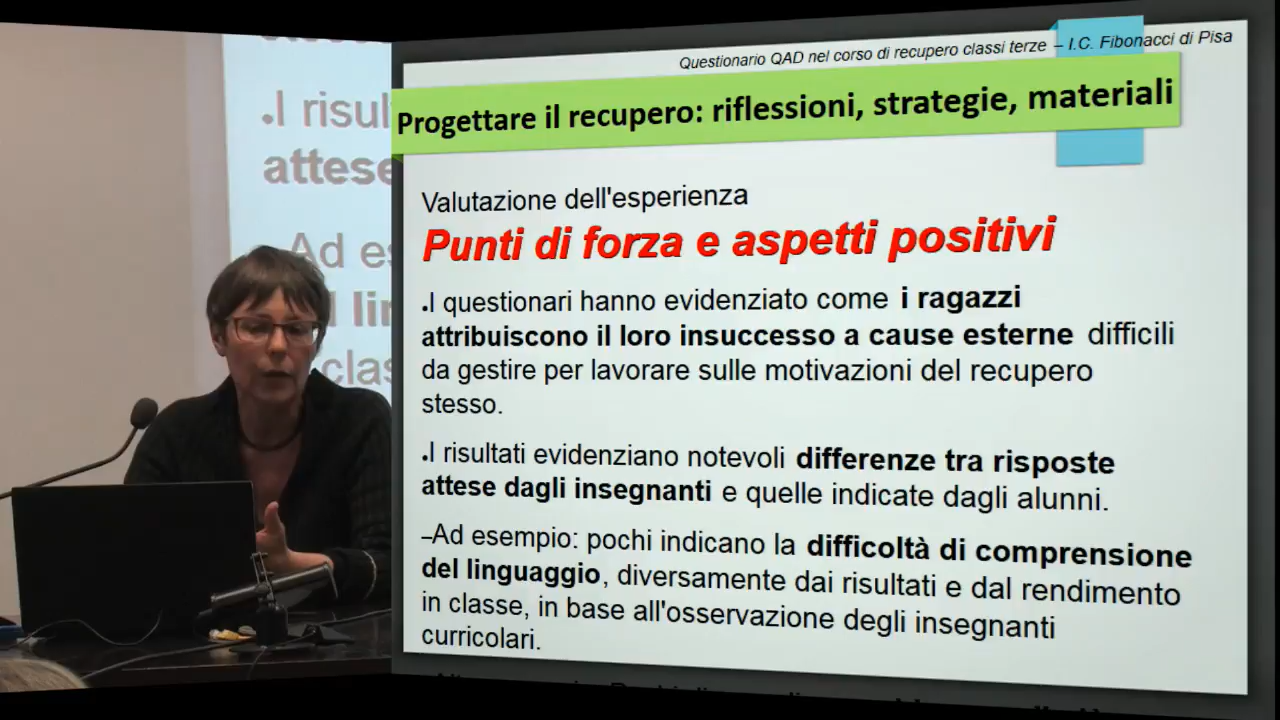 I risul
attese
Ad es
lin
clas
Questionario QAD nel corso di recupero classi terze – I.C. Fibonacci di Pisa
Progettare il recupero: riflessioni, strategie, materiali
Valutazione dell'esperienza
Punti di forza e aspetti positivi
●I questionari hanno evidenziato come i ragazzi
attribuiscono il loro insuccesso a cause esterne difficili
da gestire per lavorare sulle motivazioni del recupero
stesso.
●I risultati evidenziano notevoli differenze tra risposte
attese dagli insegnanti e quelle indicate dagli alunni.
–Ad esempio: pochi indicano la difficoltà di comprensione
del linguaggio, diversamente dai risultati e dal rendimento
in classe, in base all'osservazione degli insegnanti
curricolari.